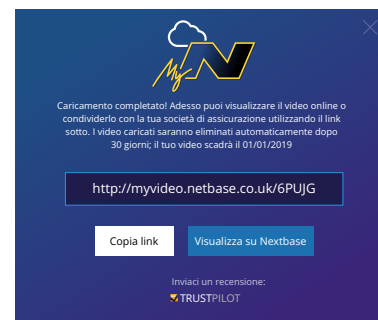 My N
Caricamento completato! Adesso puoi visualizzare il video online o
condividerlo con la tua società di assicurazione utilizzando il link
sotto. I video caricati saranno eliminati automaticamente dopo
30 giorni; il tuo video scadrà il 01/01/2019
http://myvideo.netbase.co.uk/6PUJG
Copia link
Visualizza su Nextbase
Inviaci un recensione:
TRUSTPILOT